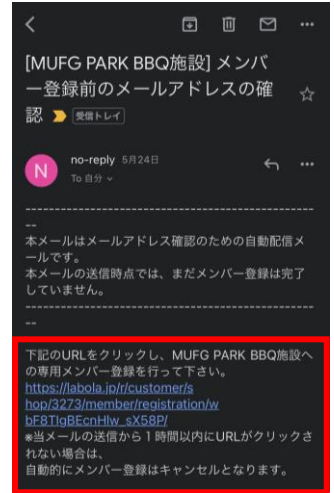 [MUFG PARK BBQ施設] メンバ
ー登録前のメールアドレスの確
認 受信トレイ
N
no-reply 5月24日
To 自分
------------------------------------------------
--
本メールはメールアドレス確認のための自動配信メ
ールです。
本メールの送信時点では、まだメンバー登録は完了
していません。
------------------------------------------------
--
下記のURLをクリックし、MUFG PARK BBQ施設へ
の専用メンバー登録を行って下さい。
https://labola.jp/r/customer/s
hop/3273/member/registration/w
bF8TIgBEcnHlw_sX58P/
※当メールの送信から1時間以内にURLがクリックさ
れない場合は、
自動的にメンバー登録はキャンセルとなります。